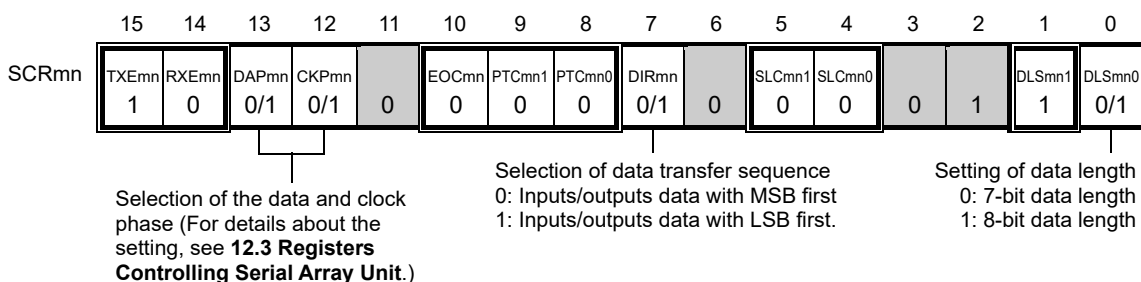 15 14 13 12 11 10 9 8 7 6 5 4 3 2 1 0
SCRmn TXEmn RXEmn DAPmn CKPmn EOCmn PTCmn1 PTCmn0 DIRmn SLCmn1 SLCmn0 DLSmn1 DLSmn0
1 0 0/1 0/1 0 0 0 0 0/1 0 0 0 0 1 1 0/1
Selection of the data and clock
phase (For details about the
setting, see 12.3 Registers
Controlling Serial Array Unit.)
Selection of data transfer sequence
0: Inputs/outputs data with MSB first
1: Inputs/outputs data with LSB first.
Setting of data length
0: 7-bit data length
1: 8-bit data length